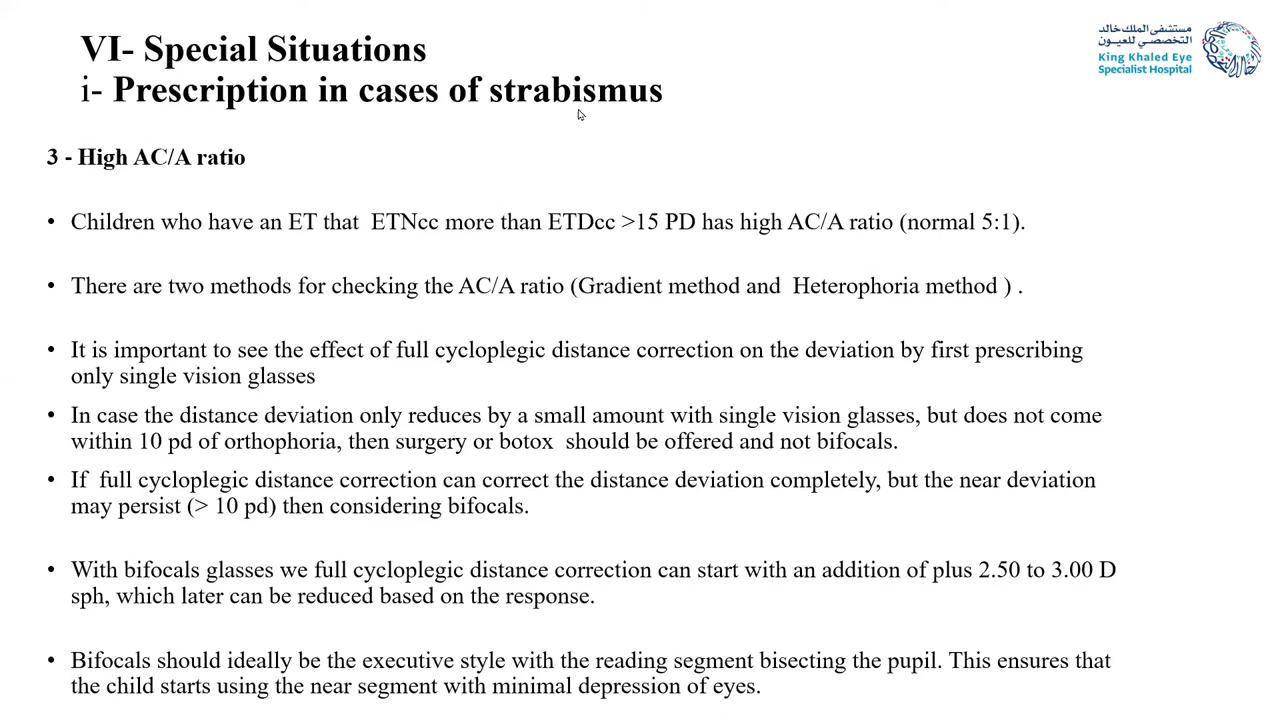 VI- Special Situations
i- Prescription in cases of strabismus
مستشفى الملك خالد
التخصصي للعيون
King Khaled Eye
Specialist Hospital
3 - High AC/A ratio
• Children who have an ET that ETNcc more than ETDcc >15 PD has high AC/A ratio (normal 5:1).
• There are two methods for checking the AC/A ratio (Gradient method and Heterophoria method ) .
• It is important to see the effect of full cycloplegic distance correction on the deviation by first prescribing
only single vision glasses
• In case the distance deviation only reduces by a small amount with single vision glasses, but does not come
within 10 pd of orthophoria, then surgery or botox should be offered and not bifocals.
• If full cycloplegic distance correction can correct the distance deviation completely, but the near deviation
may persist (> 10 pd) then considering bifocals.
• With bifocals glasses we full cycloplegic distance correction can start with an addition of plus 2.50 to 3.00 D
sph, which later can be reduced based on the response.
• Bifocals should ideally be the executive style with the reading segment bisecting the pupil. This ensures that
the child starts using the near segment with minimal depression of eyes.